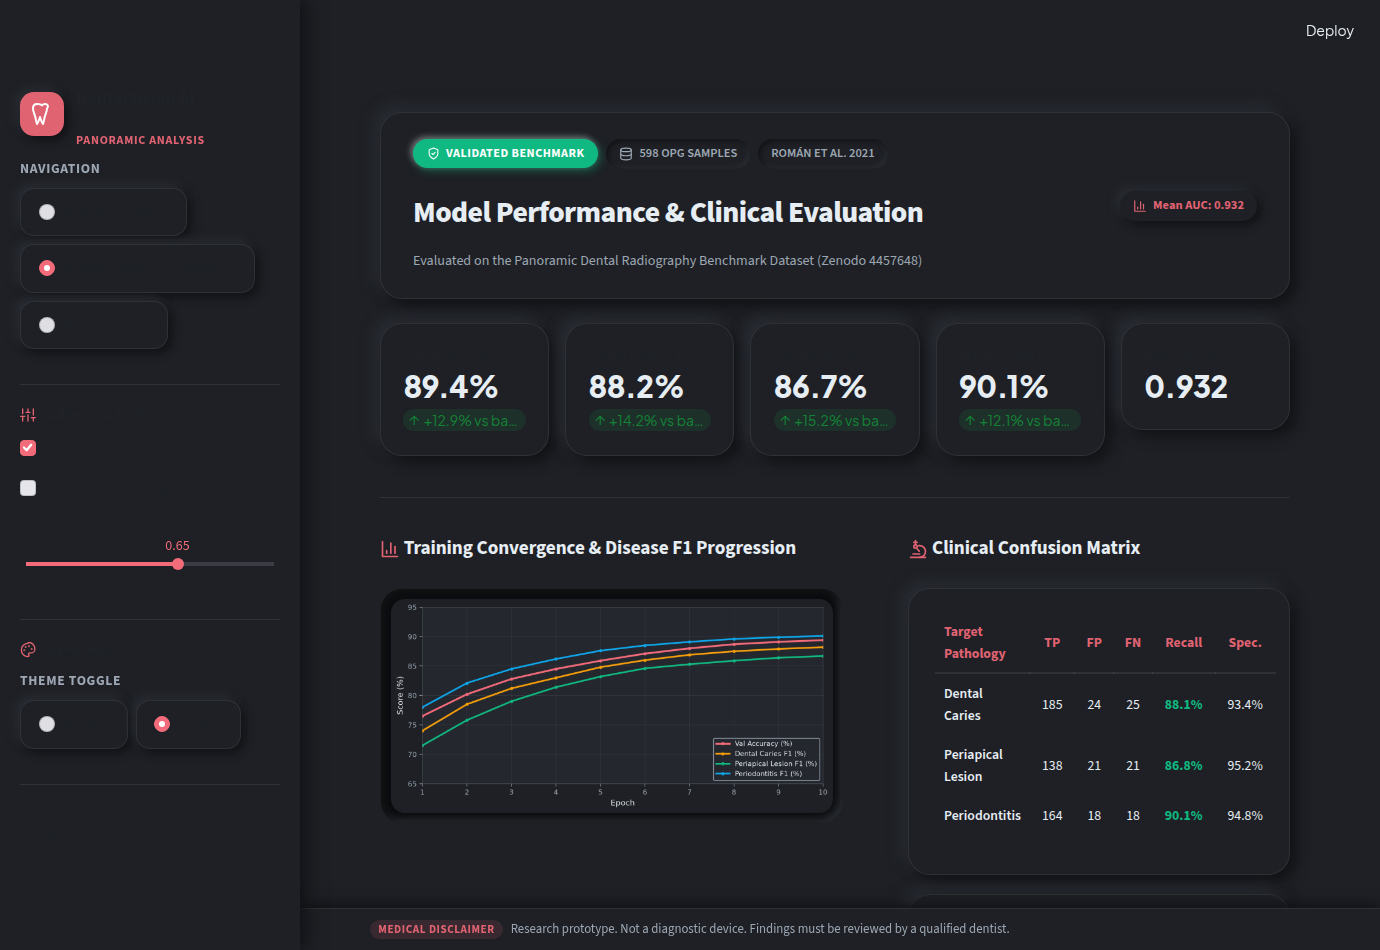 Deploy
PANORAMIC ANALYSIS
NAVIGATION
0.65
THEME TOGGLE
VALIDATED BENCHMARK
598 OPG SAMPLES
ROMÁN ET AL. 2021
Model Performance & Clinical Evaluation
Mean AUC: 0.932
Evaluated on the Panoramic Dental Radiography Benchmark Dataset (Zenodo 4457648)
89.4%
↑ +12.9% vs ba...
88.2%
↑ +14.2% vs ba...
86.7%
↑ +15.2% vs ba...
90.1%
↑ +12.1% vs ba...
0.932
Training Convergence & Disease F1 Progression
95
90
85
80
75
70
65
Score (%)
1 2 3 4 5 6 7 8 9 10
Epoch
Val Accuracy (%)
Dental Caries F1 (%)
Periapical Lesion F1 (%)
Periodontitis F1 (%)
Clinical Confusion Matrix
Target Pathology TP FP FN Recall Spec.
Dental Caries 185 24 25 88.1% 93.4%
Periapical Lesion 138 21 21 86.8% 95.2%
Periodontitis 164 18 18 90.1% 94.8%
MEDICAL DISCLAIMER Research prototype. Not a diagnostic device. Findings must be reviewed by a qualified dentist.